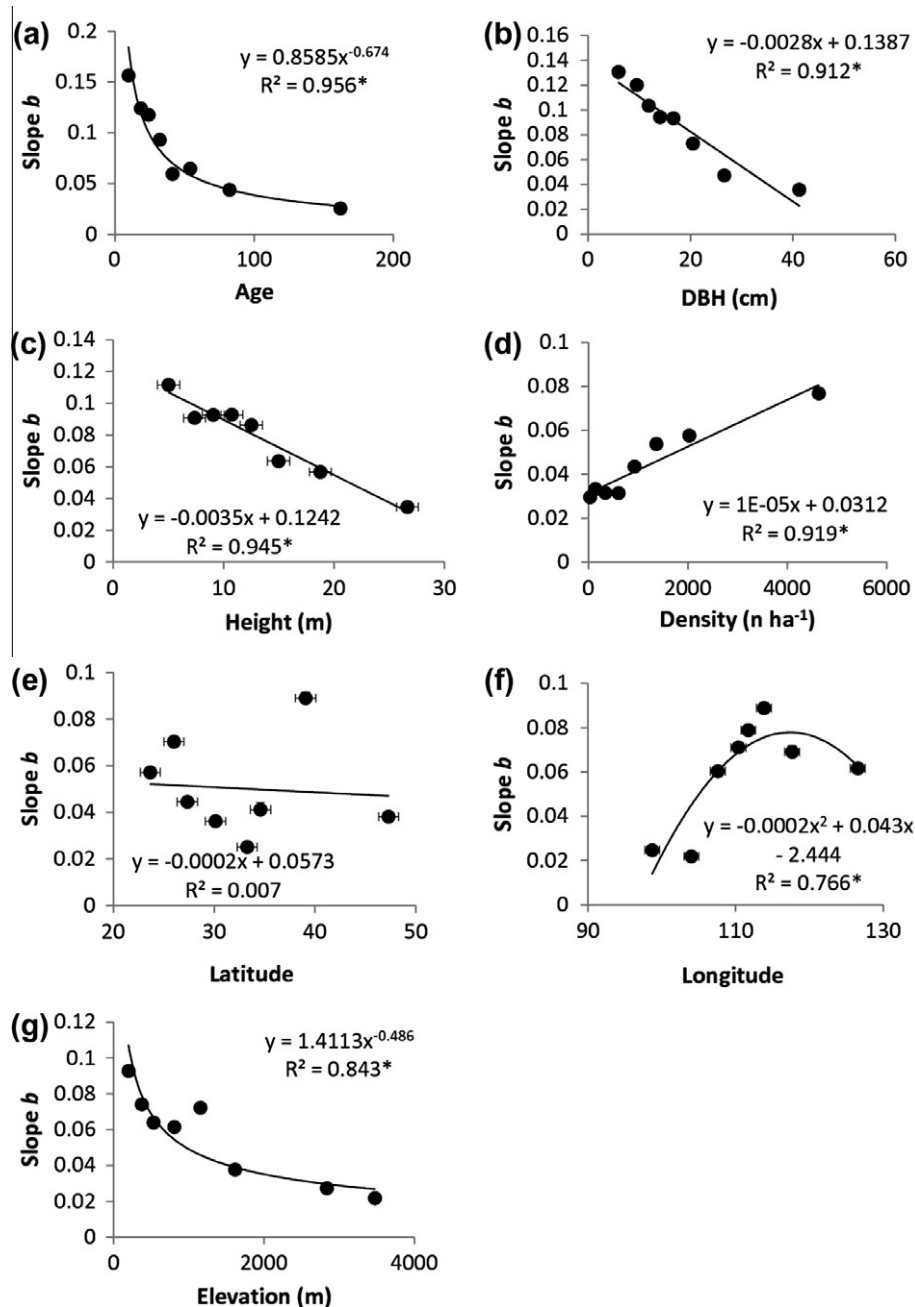 (a)
y = 0.8585x^-0.674
R² = 0.956*
Slope b
0.2
0.15
0.1
0.05
0
0 100 200
Age
(b)
y = -0.0028x + 0.1387
R² = 0.912*
Slope b
0.16
0.14
0.12
0.1
0.08
0.06
0.04
0.02
0
0 20 40 60
DBH (cm)
(c)
Slope b
0.14
0.12
0.1
0.08
0.06
0.04
0.02
0
y = -0.0035x + 0.1242
R² = 0.945*
0 10 20 30
Height (m)
(d)
Slope b
0.1
0.08
0.06
0.04
0.02
0
y = 1E-05x + 0.0312
R² = 0.919*
0 2000 4000 6000
Density (n ha⁻¹)
(e)
Slope b
0.1
0.08
0.06
0.04
0.02
0
y = -0.0002x + 0.0573
R² = 0.007
20 30 40 50
Latitude
(f)
Slope b
0.1
0.08
0.06
0.04
0.02
0
y = -0.0002x² + 0.043x
- 2.444
R² = 0.766*
90 110 130
Longitude
(g)
y = 1.4113x^-0.486
R² = 0.843*
Slope b
0.12
0.1
0.08
0.06
0.04
0.02
0
0 2000 4000
Elevation (m)